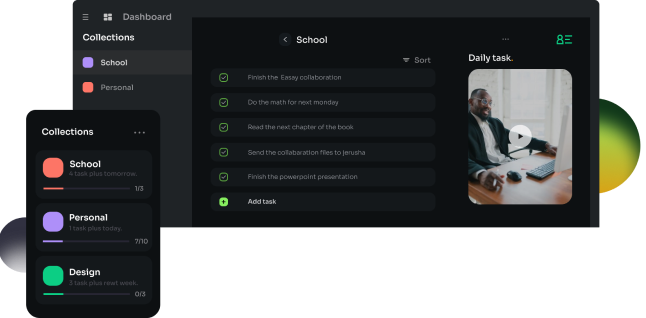 Dashboard
Collections
School
Personal
School
Sort
Finish the Eassy collaboration
Do the math for next monday
Read the next chapter of the book
Send the collabaration files to jerusha
Finish the powerpoint presentation
Add task
Daily task.
Collections
School
4 task plus tomorrow.
1/3
Personal
1 task plus today.
7/10
Design
3 task plus next week.
0/3